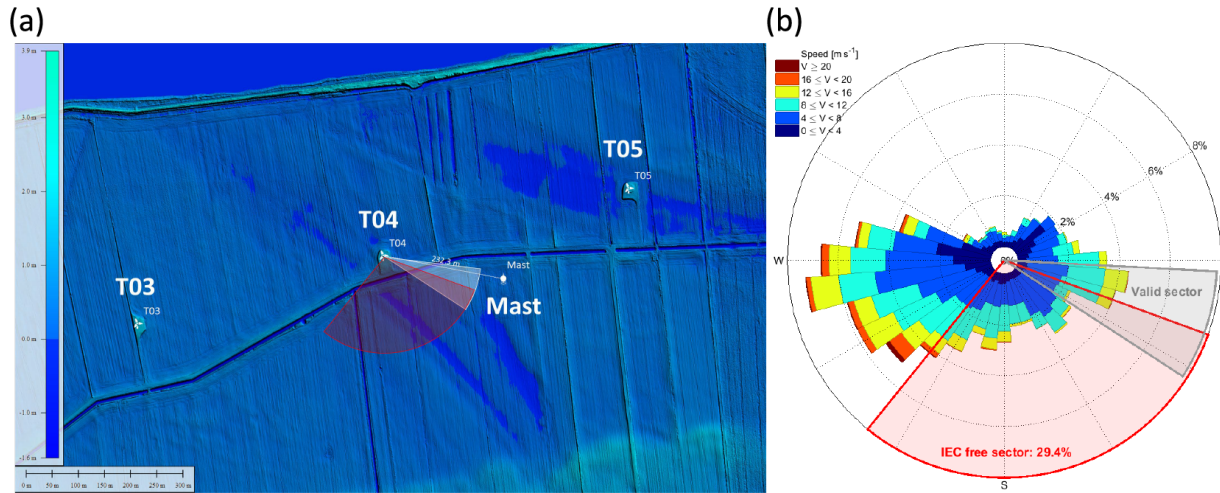 (a)
3.9 m
3.0 m
2.0 m
1.0 m
0.0 m
-1.0 m
-1.6 m
T03
T03
T04
T04
232.3 m
Mast
Mast
T05
T05
0 m
50 m
100 m
150 m
200 m
250 m
300 m
(b)
Speed [m s⁻¹]
V ≥ 20
16 ≤ V < 20
12 ≤ V < 16
8 ≤ V < 12
4 ≤ V < 8
0 ≤ V < 4
8%
6%
4%
2%
0%
W
Valid sector
IEC free sector: 29.4%
S